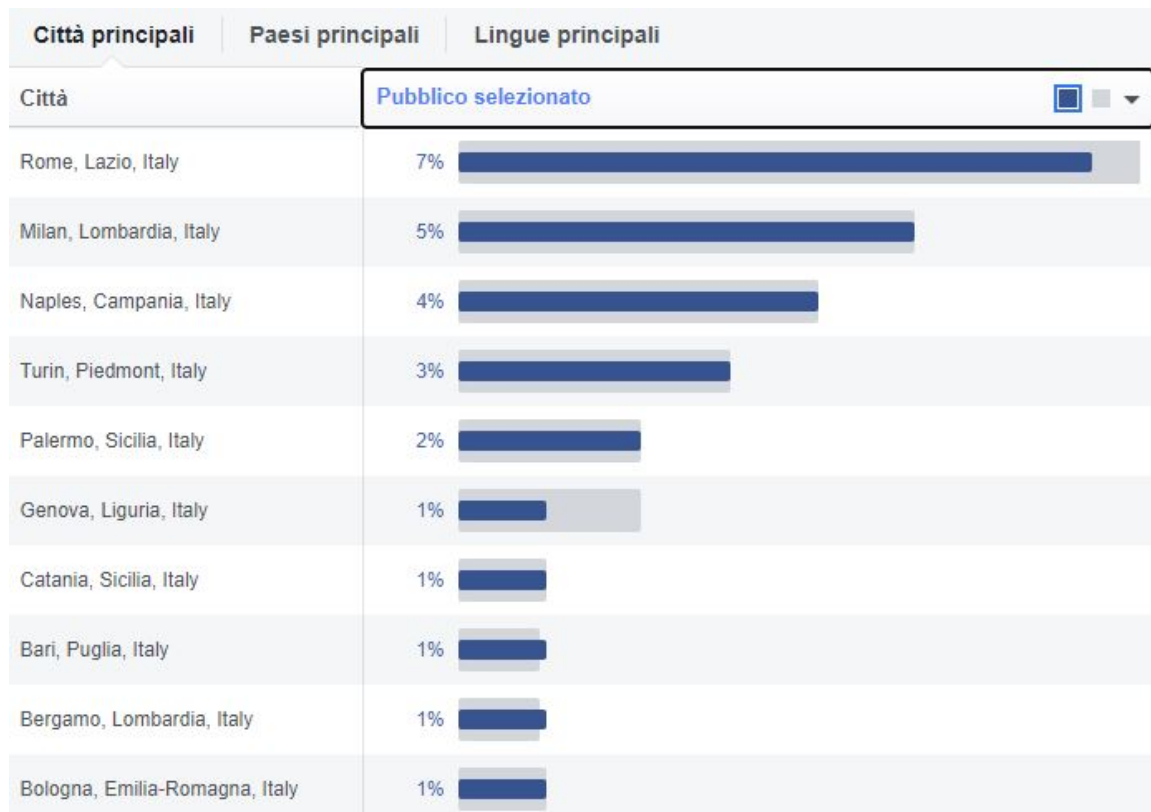 Città principali Paesi principali Lingue principali
Città Pubblico selezionato
Rome, Lazio, Italy 7%
Milan, Lombardia, Italy 5%
Naples, Campania, Italy 4%
Turin, Piedmont, Italy 3%
Palermo, Sicilia, Italy 2%
Genova, Liguria, Italy 1%
Catania, Sicilia, Italy 1%
Bari, Puglia, Italy 1%
Bergamo, Lombardia, Italy 1%
Bologna, Emilia-Romagna, Italy 1%